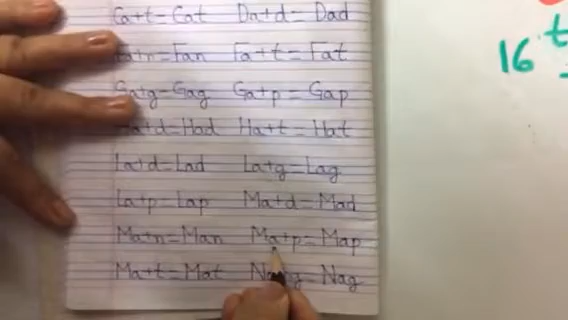 Ca+t=Cat Da+d= Dad
Fa+n=Fan Fa+t= Fat
Ga+g=Gag Ga+p= Gap
Ha+d=Had Ha+t= Hat
La+d=Lad La+g=Lag
La+p= Lap Ma+d=Mad
Ma+n=Man Ma+p=Map
Ma+t=Mat Na+g=Nag
16